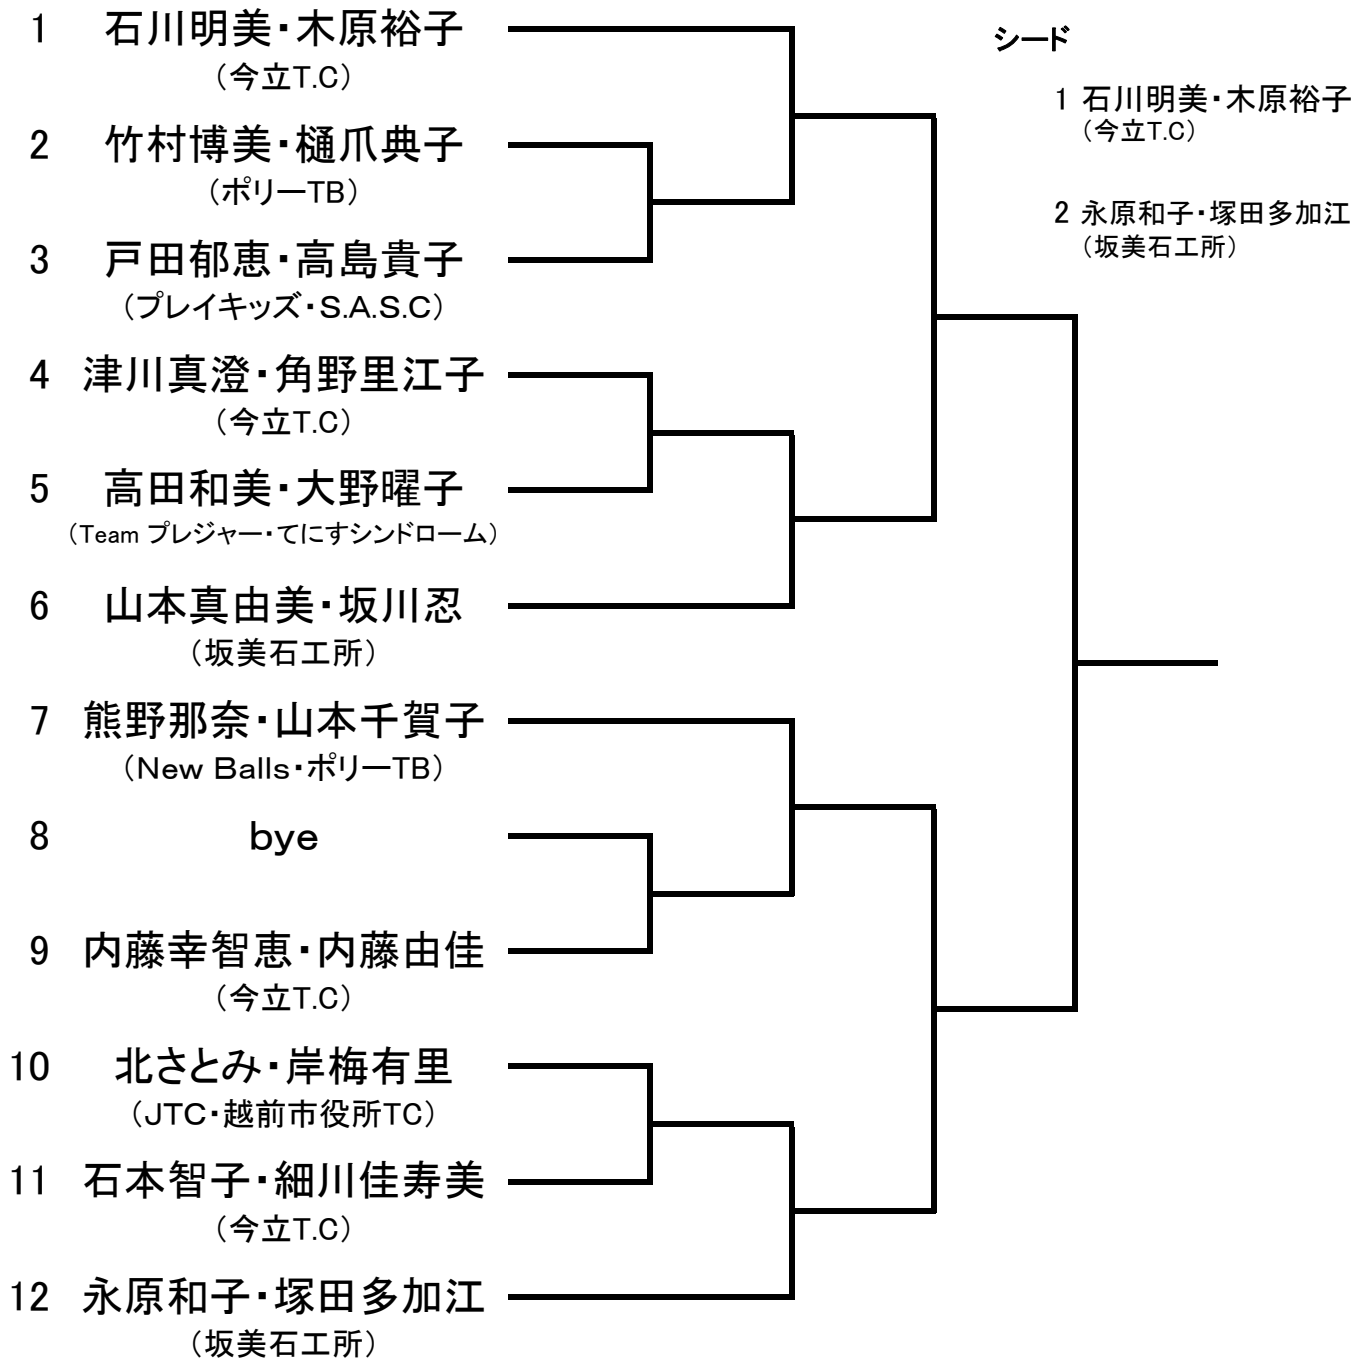 1 石川明美・木原裕子
（今立T.C）
2 竹村博美・樋爪典子
（ポリーTB）
3 戸田郁恵・高島貴子
（プレイキッズ・S.A.S.C）
4 津川真澄・角野里江子
（今立T.C）
5 高田和美・大野曜子
（Team プレジャー・てにすシンドローム）
6 山本真由美・坂川忍
（坂美石工所）
7 熊野那奈・山本千賀子
（New Balls・ポリーTB）
8 bye
9 内藤幸智恵・内藤由佳
（今立T.C）
10 北さとみ・岸梅有里
（JTC・越前市役所TC）
11 石本智子・細川佳寿美
（今立T.C）
12 永原和子・塚田多加江
（坂美石工所）
シード
1 石川明美・木原裕子
（今立T.C）
2 永原和子・塚田多加江
（坂美石工所）